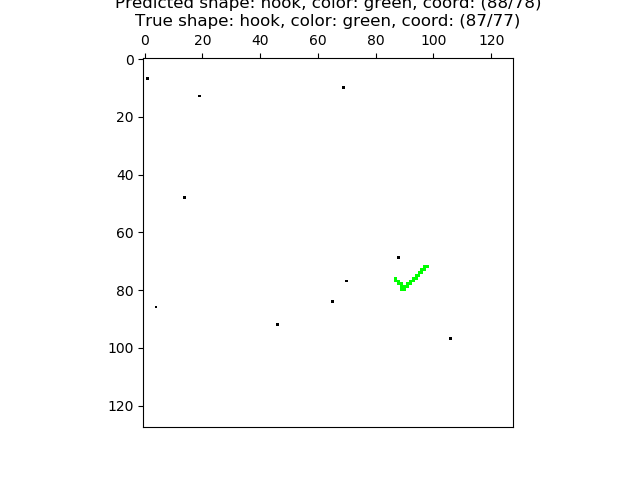 Predicted shape: hook, color: green, coord: (88/78)
True shape: hook, color: green, coord: (87/77)
0 20 40 60 80 100 120
0
20
40
60
80
100
120